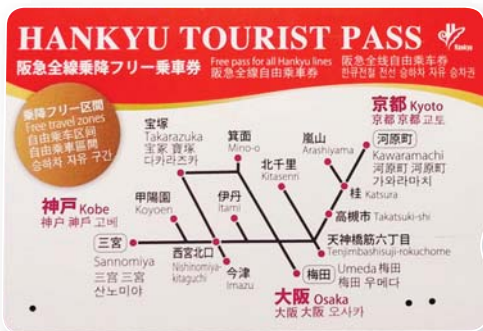 HANKYU TOURIST PASS
Hankyu
阪急全線乗降フリー乗車券
Free pass for all Hankyu lines
阪急全線自由乗車券
阪急全线自由乘车券
한큐전철 전선 승하차 자유 승차권
乗降フリー区間
Free travel zones
自由乘车区间
自由乘車區間
승하차 자유 구간
宝塚
Takarazuka
宝冢 寶塚
다카라즈카
箕面
Mino-o
北千里
Kitasenri
嵐山
Arashiyama
京都 Kyoto
京都 京都 교토
河原町
Kawaramachi
河原町 河原町
가와라마치
桂 Katsura
高槻市 Takatsuki-shi
天神橋筋六丁目
Tenjimbashisuji-rokuchome
甲陽園
Koyoen
伊丹
Itami
神戸 Kobe
神户 神戶 고베
三宮
Sannomiya
三宫 三宮
산노미야
西宮北口
Nishinomiya-kitaguchi
今津
Imazu
梅田
Umeda 梅田
梅田 우메다
大阪 Osaka
大阪 大阪 오사카